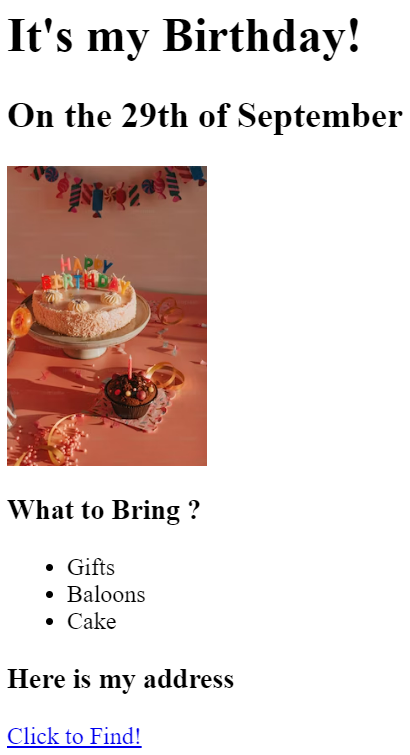 It's my Birthday!
On the 29th of September
HAPPY
BIRTHDAY
What to Bring ?
Gifts
Baloons
Cake
Here is my address
Click to Find!